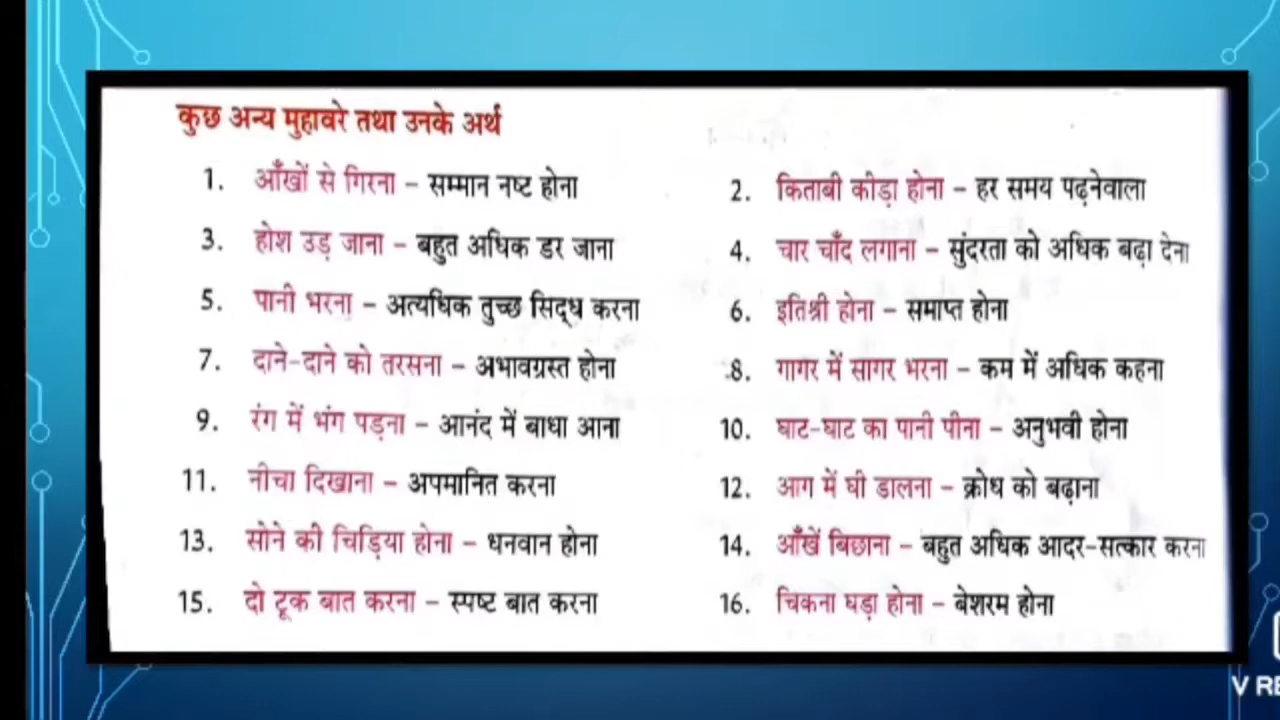 कुछ अन्य मुहावरे तथा उनके अर्थ
1. आँखों से गिरना – सम्मान नष्ट होना
2. किताबी कीड़ा होना – हर समय पढ़नेवाला
3. होश उड़ जाना – बहुत अधिक डर जाना
4. चार चाँद लगाना – सुंदरता को अधिक बढ़ा देना
5. पानी भरना – अत्यधिक तुच्छ सिद्ध करना
6. इतिश्री होना – समाप्त होना
7. दाने-दाने को तरसना – अभावग्रस्त होना
8. गागर में सागर भरना – कम में अधिक कहना
9. रंग में भंग पड़ना – आनंद में बाधा आना
10. घाट-घाट का पानी पीना – अनुभवी होना
11. नीचा दिखाना – अपमानित करना
12. आग में घी डालना – क्रोध को बढ़ाना
13. सोने की चिड़िया होना – धनवान होना
14. आँखें बिछाना – बहुत अधिक आदर-सत्कार करना
15. दो टूक बात करना – स्पष्ट बात करना
16. चिकना घड़ा होना – बेशरम होना
V RE